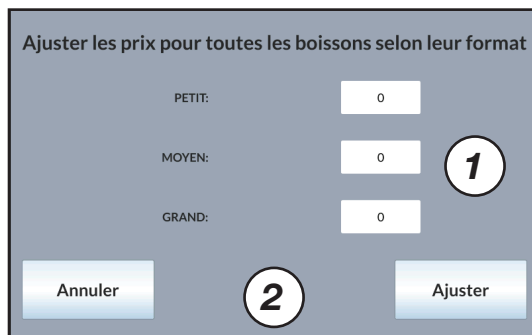 Ajuster les prix pour toutes les boissons selon leur format
PETIT: 0
MOYEN: 0
1
GRAND: 0
Annuler
2
Ajuster